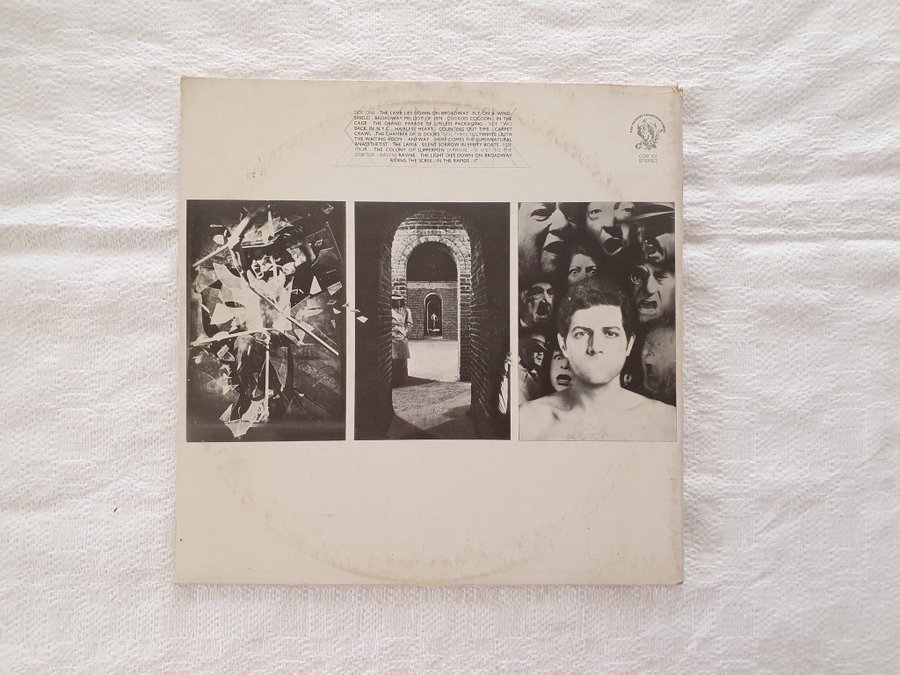 SIDE ONE · THE LAMB LIES DOWN ON BROADWAY · FLY ON A WIND-
SHIELD · BROADWAY MELODY OF 1974 · CUCKOO COCOON · IN THE
CAGE · THE GRAND PARADE OF LIFELESS PACKAGING · SIDE TWO
BACK IN N.Y.C. · HAIRLESS HEART · COUNTING OUT TIME · CARPET
CRAWL · THE CHAMBER OF 32 DOORS · SIDE THREE · LILYWHITE LILITH
THE WAITING ROOM · ANYWAY · HERE COMES THE SUPERNATURAL
ANAESTHETIST · THE LAMIA · SILENT SORROW IN EMPTY BOATS · SIDE
FOUR · THE COLONY OF SLIPPERMEN (ARRIVAL · A VISIT TO THE
DOKTOR · RAVEN) RAVINE · THE LIGHT DIES DOWN ON BROADWAY
RIDING THE SCREE · IN THE RAPIDS · IT
CGS 101
STEREO